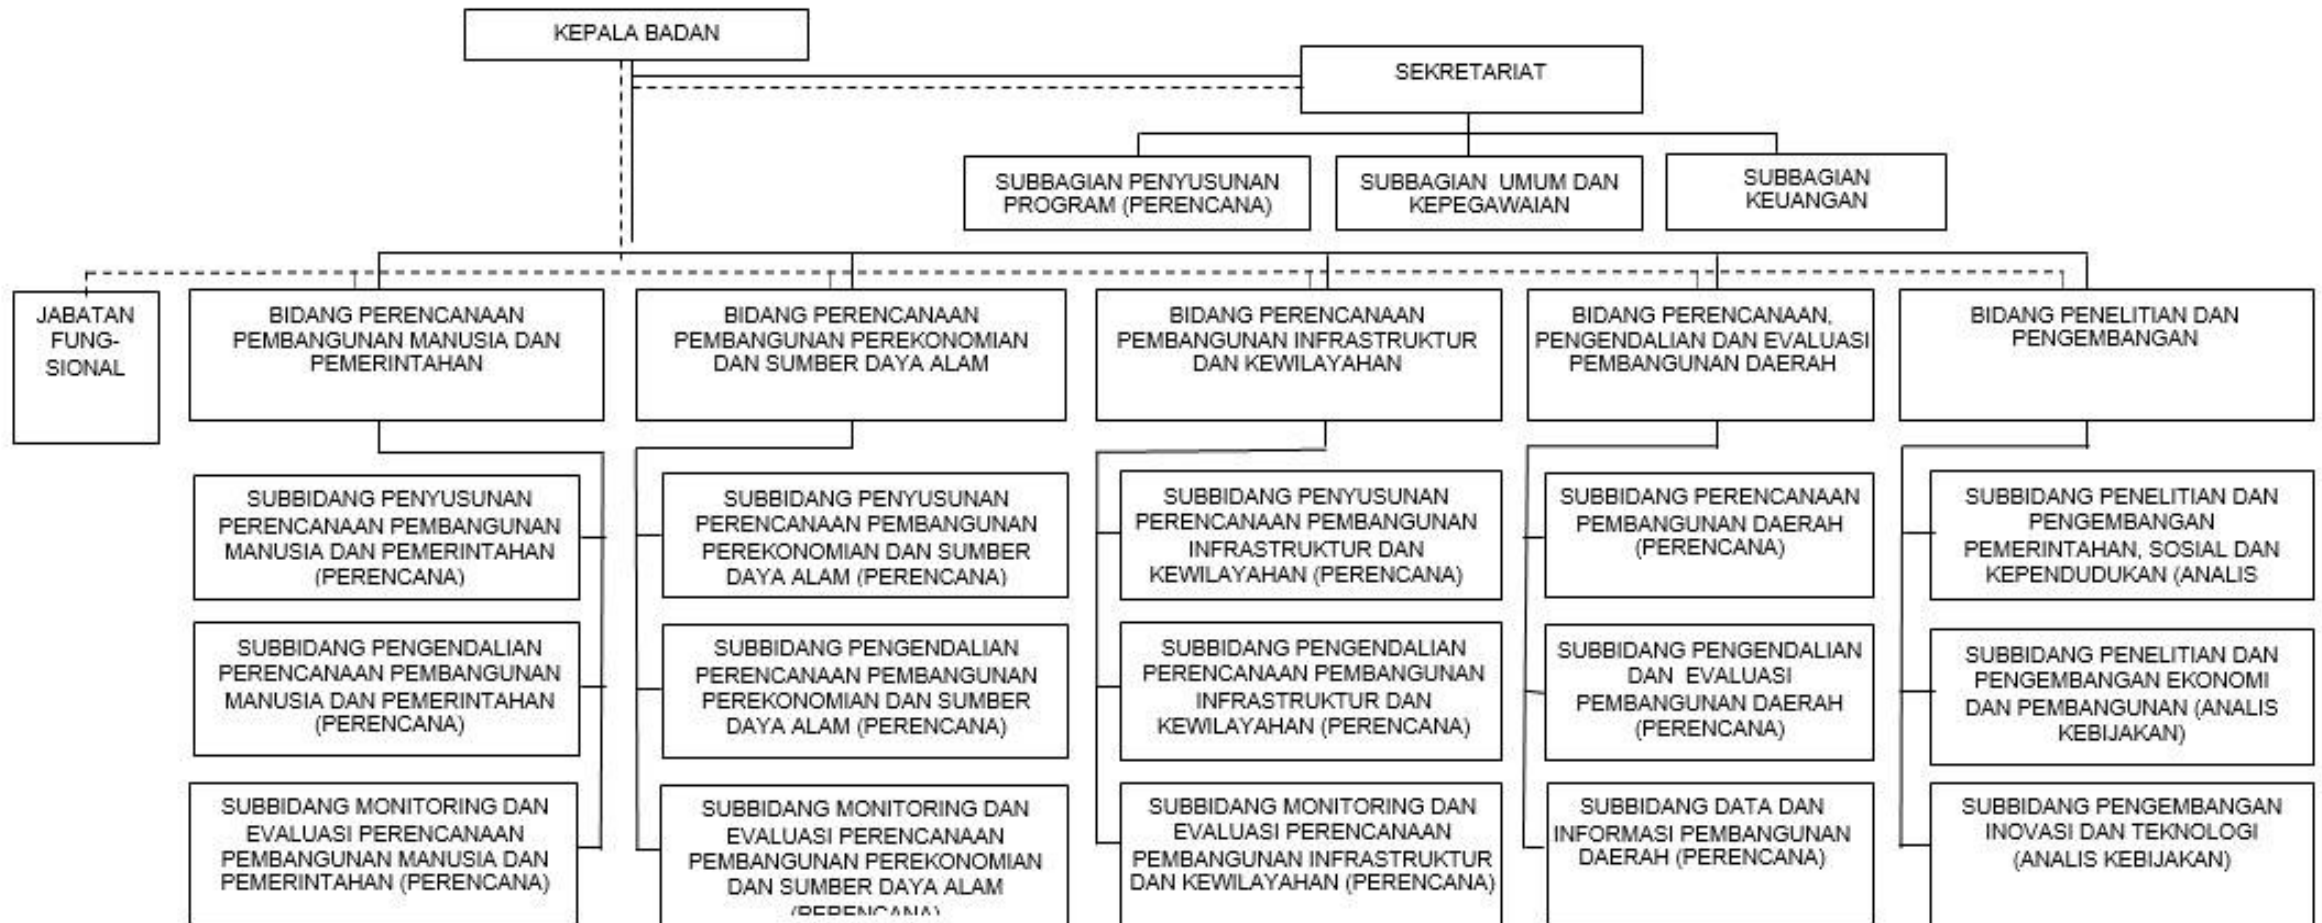 KEPALA BADAN
SEKRETARIAT
SUBBAGIAN PENYUSUNAN
PROGRAM (PERENCANA)
SUBBAGIAN UMUM DAN
KEPEGAWAIAN
SUBBAGIAN
KEUANGAN
JABATAN
FUNG-
SIONAL
BIDANG PERENCANAAN
PEMBANGUNAN MANUSIA DAN
PEMERINTAHAN
BIDANG PERENCANAAN
PEMBANGUNAN PEREKONOMIAN
DAN SUMBER DAYA ALAM
BIDANG PERENCANAAN
PEMBANGUNAN INFRASTRUKTUR
DAN KEWILAYAHAN
BIDANG PERENCANAAN,
PENGENDALIAN DAN EVALUASI
PEMBANGUNAN DAERAH
BIDANG PENELITIAN DAN
PENGEMBANGAN
SUBBIDANG PENYUSUNAN
PERENCANAAN PEMBANGUNAN
MANUSIA DAN PEMERINTAHAN
(PERENCANA)
SUBBIDANG PENYUSUNAN
PERENCANAAN PEMBANGUNAN
PEREKONOMIAN DAN SUMBER
DAYA ALAM (PERENCANA)
SUBBIDANG PENYUSUNAN
PERENCANAAN PEMBANGUNAN
INFRASTRUKTUR DAN
KEWILAYAHAN (PERENCANA)
SUBBIDANG PERENCANAAN
PEMBANGUNAN DAERAH
(PERENCANA)
SUBBIDANG PENELITIAN DAN
PENGEMBANGAN
PEMERINTAHAN, SOSIAL DAN
KEPENDUDUKAN (ANALIS
SUBBIDANG PENGENDALIAN
PERENCANAAN PEMBANGUNAN
MANUSIA DAN PEMERINTAHAN
(PERENCANA)
SUBBIDANG PENGENDALIAN
PERENCANAAN PEMBANGUNAN
PEREKONOMIAN DAN SUMBER
DAYA ALAM (PERENCANA)
SUBBIDANG PENGENDALIAN
PERENCANAAN PEMBANGUNAN
INFRASTRUKTUR DAN
KEWILAYAHAN (PERENCANA)
SUBBIDANG PENGENDALIAN
DAN EVALUASI
PEMBANGUNAN DAERAH
(PERENCANA)
SUBBIDANG PENELITIAN DAN
PENGEMBANGAN EKONOMI
DAN PEMBANGUNAN (ANALIS
KEBIJAKAN)
SUBBIDANG MONITORING DAN
EVALUASI PERENCANAAN
PEMBANGUNAN MANUSIA DAN
PEMERINTAHAN (PERENCANA)
SUBBIDANG MONITORING DAN
EVALUASI PERENCANAAN
PEMBANGUNAN PEREKONOMIAN
DAN SUMBER DAYA ALAM
(PERENCANA)
SUBBIDANG MONITORING DAN
EVALUASI PERENCANAAN
PEMBANGUNAN INFRASTRUKTUR
DAN KEWILAYAHAN (PERENCANA)
SUBBIDANG DATA DAN
INFORMASI PEMBANGUNAN
DAERAH (PERENCANA)
SUBBIDANG PENGEMBANGAN
INOVASI DAN TEKNOLOGI
(ANALIS KEBIJAKAN)